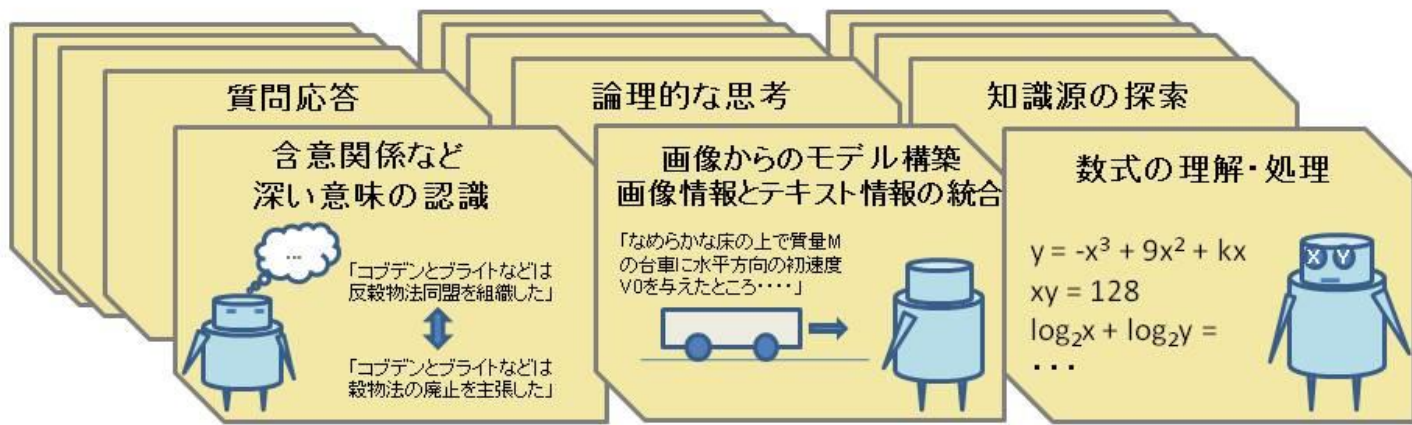 質問応答
論理的な思考
知識源の探索
含意関係など
深い意味の認識
...
「コブデンとブライトなどは
反穀物法同盟を組織した」
「コブデンとブライトなどは
穀物法の廃止を主張した」
画像からのモデル構築
画像情報とテキスト情報の統合
「なめらかな床の上で質量M
の台車に水平方向の初速度
V0を与えたところ・・・・」
数式の理解・処理
y = -x³ + 9x² + kx
xy = 128
log₂x + log₂y =
・・・
X Y